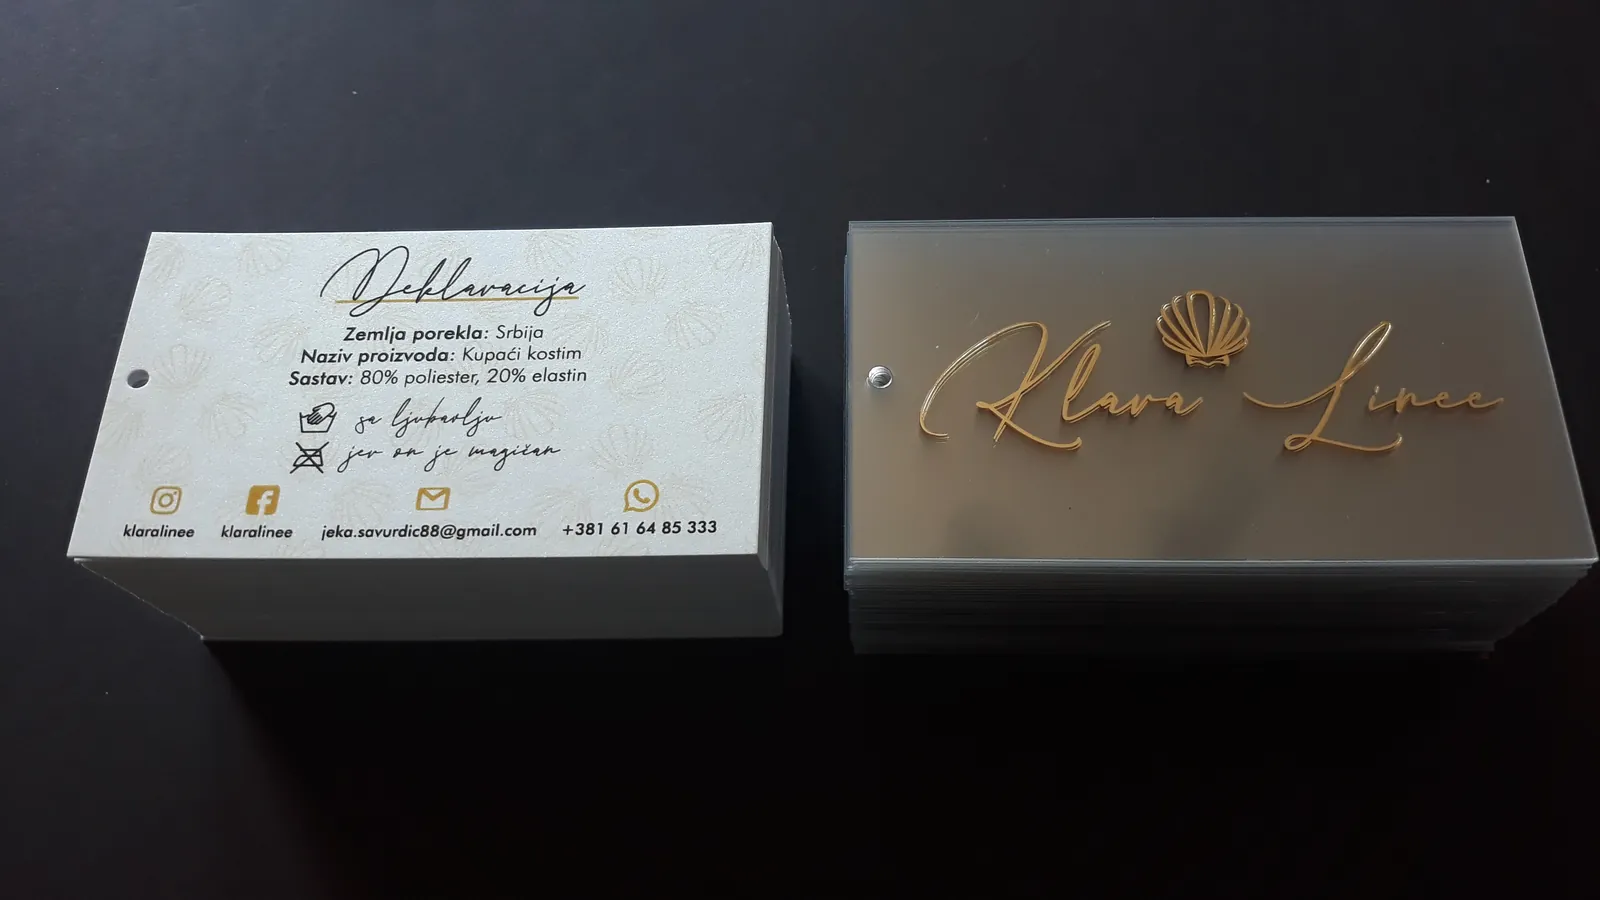 Deklaracija
Zemlja porekla: Srbija
Naziv proizvoda: Kupaći kostim
Sastav: 80% poliester, 20% elastin
sa ljubavlju
jer on je magičan
klaralinee
klaralinee
jeka.savurdic88@gmail.com
+381 61 64 85 333
Klara Linee